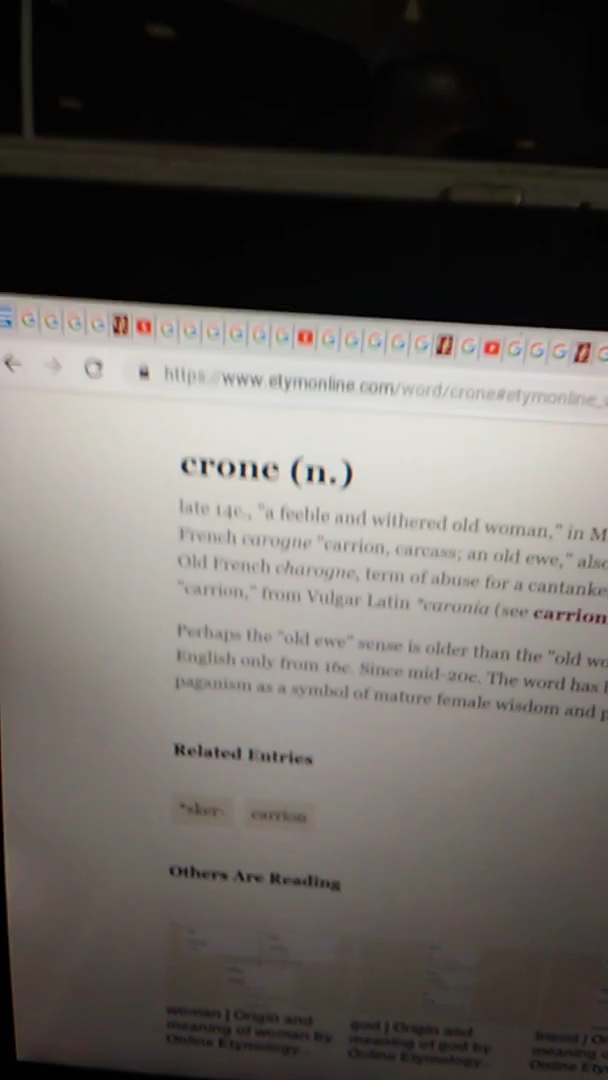 https://www.etymonline.com/word/crone#etymonline_
crone (n.)
late 14c., "a feeble and withered old woman," in M
French carogne "carrion, carcass; an old ewe," also
Old French charogne, term of abuse for a cantanke
"carrion," from Vulgar Latin *caronia (see carrion
Perhaps the "old ewe" sense is older than the "old wo
English only from 16c. Since mid-20c. The word has
paganism as a symbol of mature female wisdom and p
Related Entries
*sker- carrion
Others Are Reading
woman | Origin and god | Origin and
meaning of woman by meaning of god by meaning
Online Etymology... Online Etymology... Online Ety